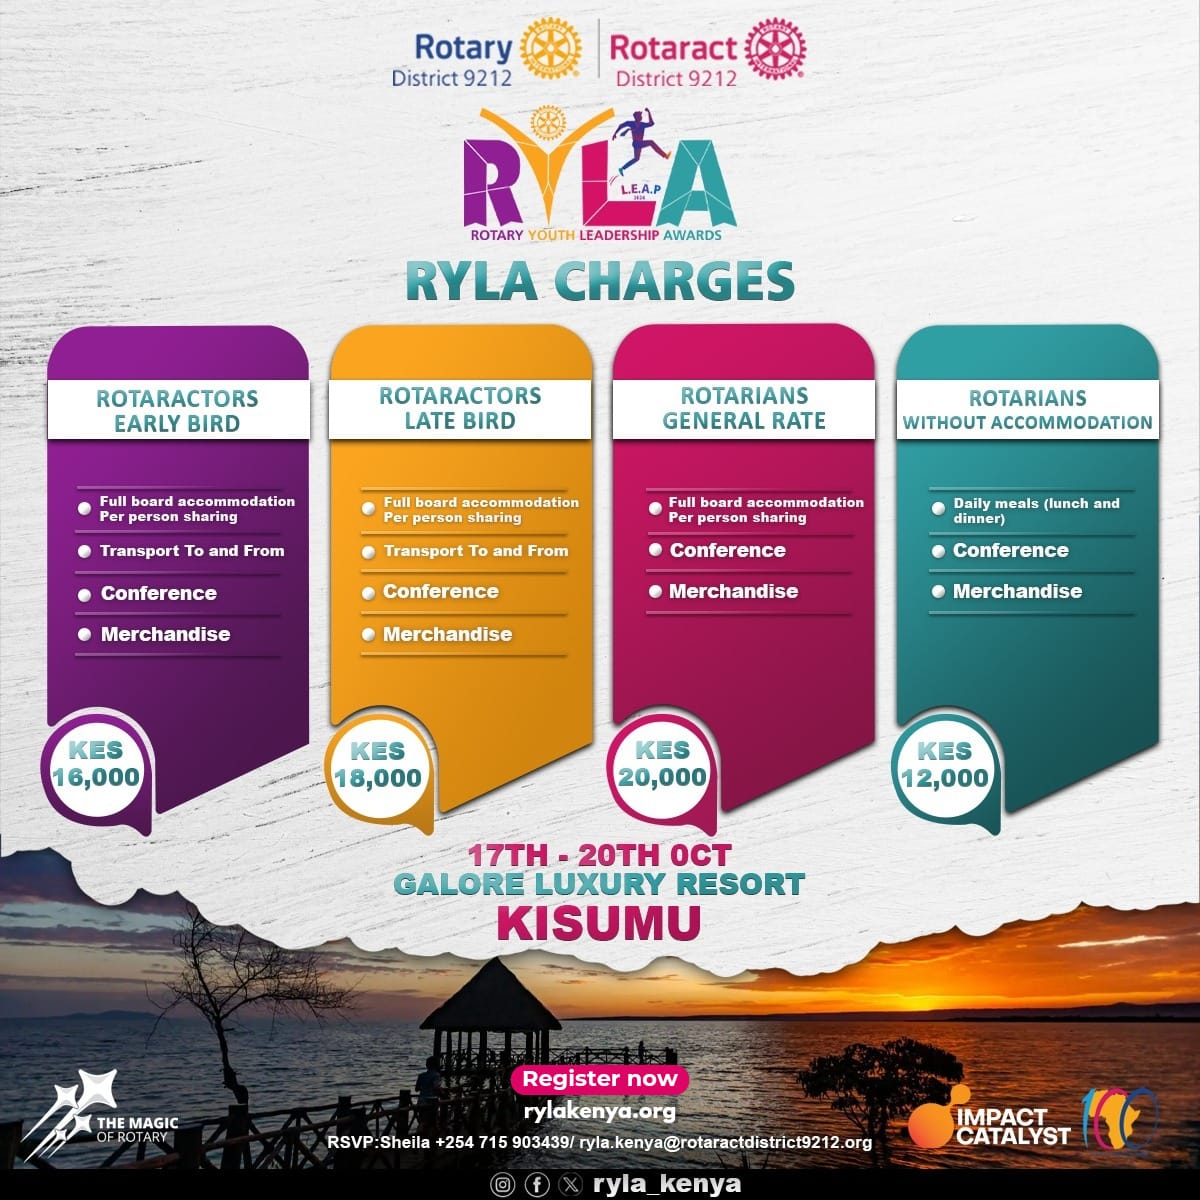 Rotary
District 9212
Rotaract
District 9212
RYLA
L.E.A.P
2024
ROTARY YOUTH LEADERSHIP AWARDS
RYLA CHARGES
ROTARACTORS
EARLY BIRD
Full board accommodation
Per person sharing
Transport To and From
Conference
Merchandise
KES
16,000
ROTARACTORS
LATE BIRD
Full board accommodation
Per person sharing
Transport To and From
Conference
Merchandise
KES
18,000
ROTARIANS
GENERAL RATE
Full board accommodation
Per person sharing
Conference
Merchandise
KES
20,000
ROTARIANS
WITHOUT ACCOMMODATION
Daily meals (lunch and
dinner)
Conference
Merchandise
KES
12,000
17TH - 20TH 0CT
GALORE LUXURY RESORT
KISUMU
Register now
rylakenya.org
RSVP:Sheila +254 715 903439/ ryla.kenya@rotaractdistrict9212.org
THE MAGIC
OF ROTARY
IMPACT
CATALYST
ryla_kenya